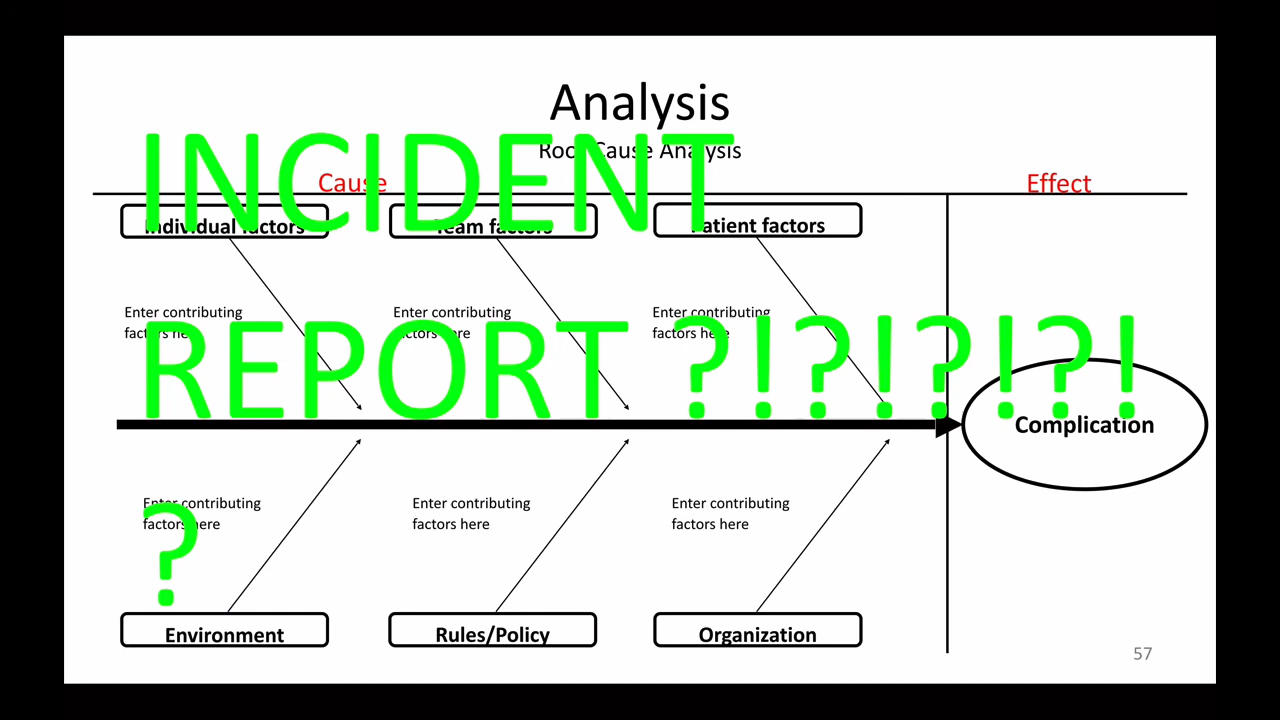 Analysis
Root Cause Analysis
Cause
Effect
INCIDENT
REPORT ?!?!?!?!
?
Individual factors
Team factors
Patient factors
Enter contributing
factors here
Enter contributing
factors here
Enter contributing
factors here
Complication
Enter contributing
factors here
Enter contributing
factors here
Enter contributing
factors here
Environment
Rules/Policy
Organization
57